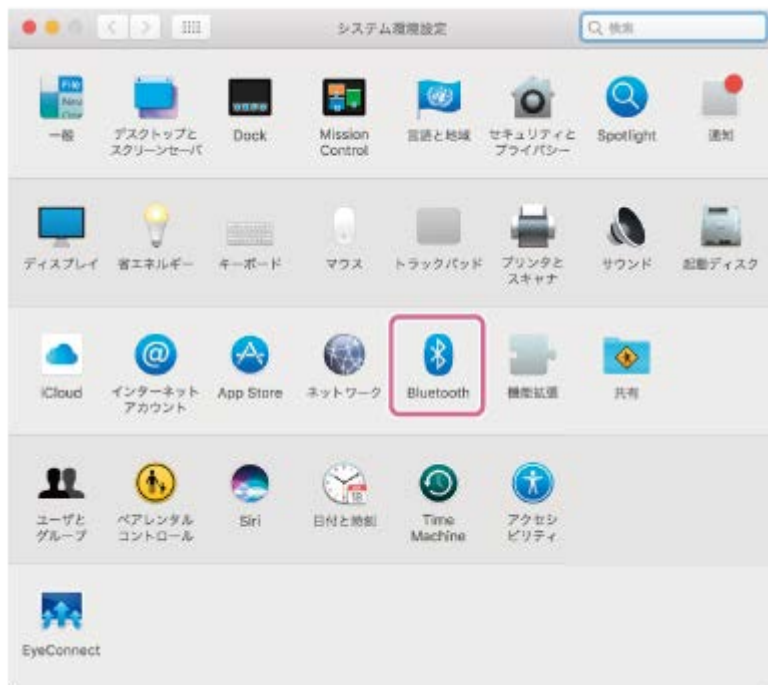 システム環境設定
検索
一般
デスクトップと
スクリーンセーバ
Dock
Mission
Control
言語と地域
セキュリティと
プライバシー
Spotlight
通知
ディスプレイ
省エネルギー
キーボード
マウス
トラックパッド
プリンタと
スキャナ
サウンド
起動ディスク
iCloud
インターネット
アカウント
App Store
ネットワーク
Bluetooth
機能拡張
共有
ユーザと
グループ
ペアレンタル
コントロール
Siri
日付と時刻
Time
Machine
アクセシ
ビリティ
EyeConnect